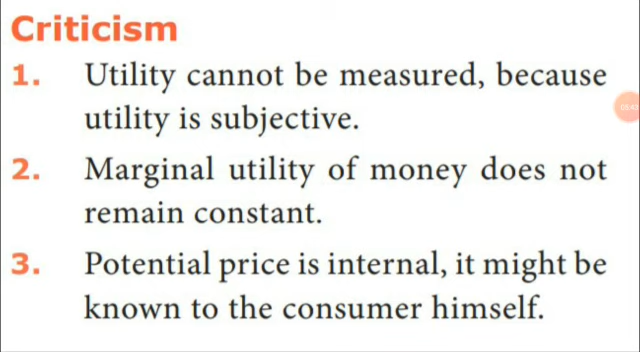 Criticism
1. Utility cannot be measured, because
utility is subjective.
2. Marginal utility of money does not
remain constant.
3. Potential price is internal, it might be
known to the consumer himself.